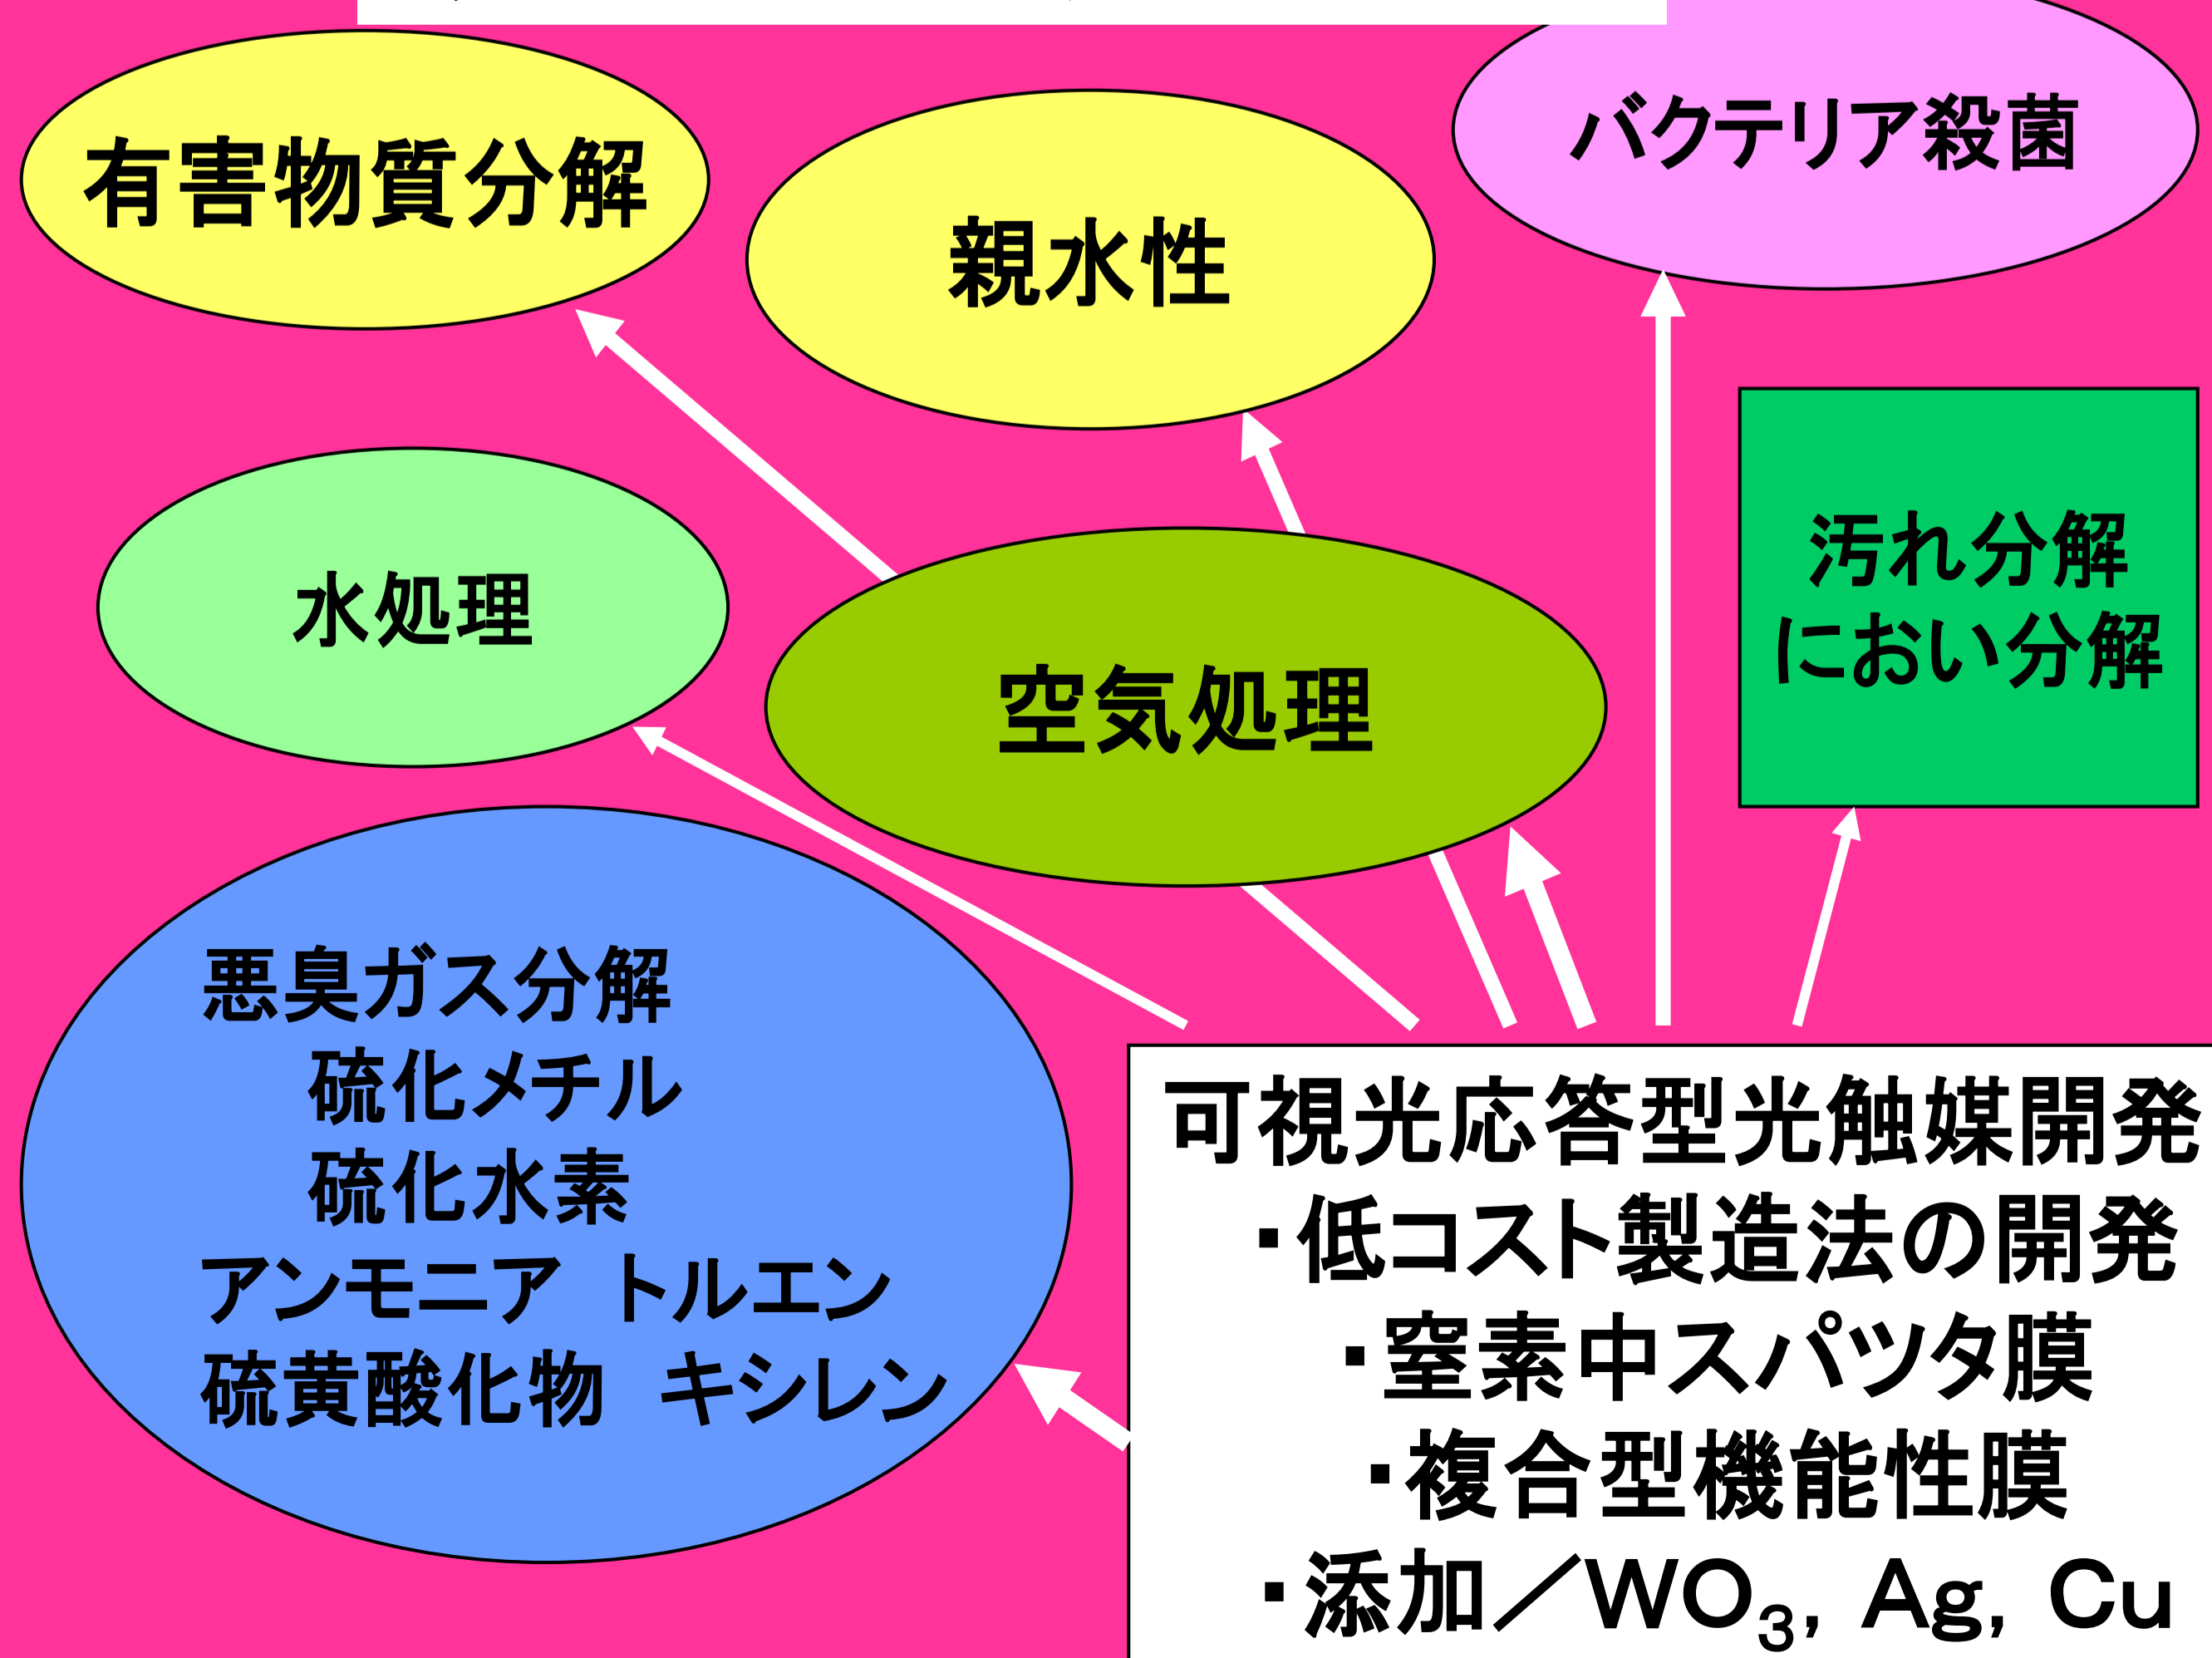 有害物質分解
親水性
バクテリア殺菌
水処理
空気処理
汚れ分解
におい分解
悪臭ガス分解
硫化メチル
硫化水素
アンモニア トルエン
硫黄酸化物 キシレン
可視光応答型光触媒開発
・低コスト製造法の開発
・窒素中スパッタ膜
・複合型機能性膜
・添加／WO₃, Ag, Cu